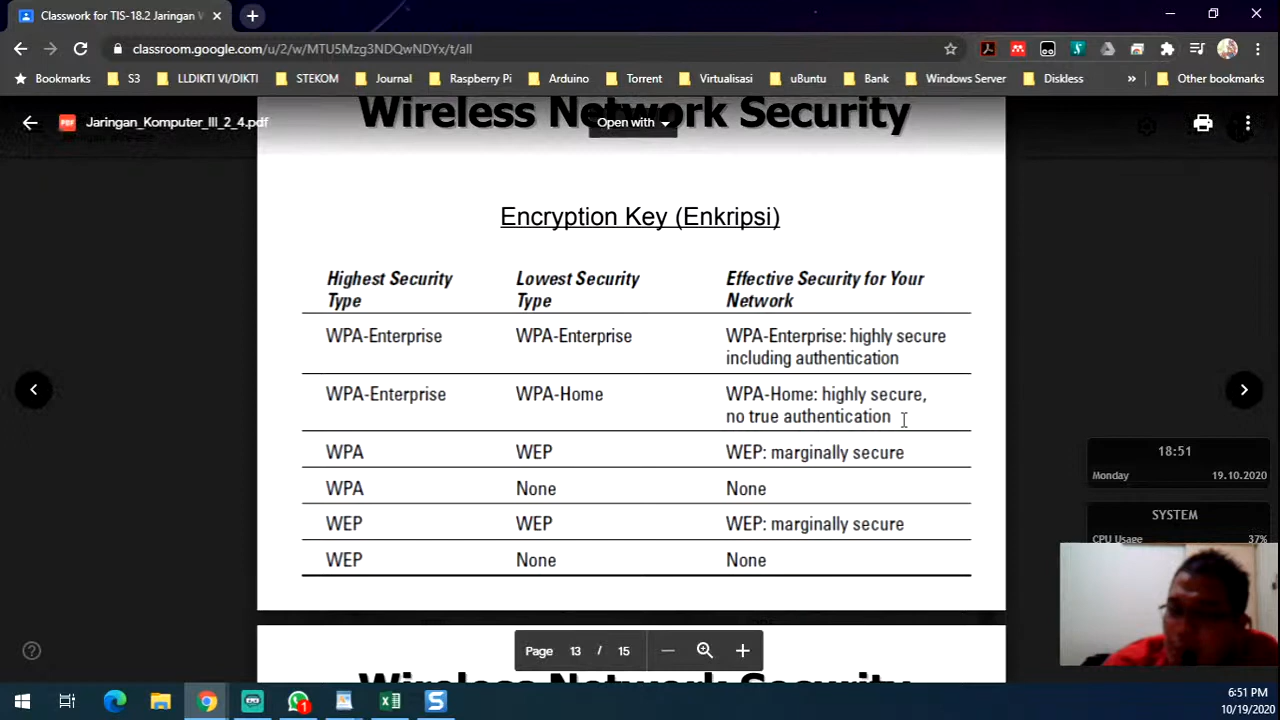 Classwork for TIS-18.2 Jaringan W
classroom.google.com/u/2/w/MTU5Mzg3NDQwNDYx/t/all
Bookmarks S3 LLDIKTI VI/DIKTI STEKOM Journal Raspberry Pi Arduino Torrent Virtualisasi uBuntu Bank Windows Server Diskless » Other bookmarks
Wireless Network Security
Jaringan_Komputer_III_2_4.pdf
Open with
Encryption Key (Enkripsi)
Highest Security Type Lowest Security Type Effective Security for Your Network
WPA-Enterprise WPA-Enterprise WPA-Enterprise: highly secure
including authentication
WPA-Enterprise WPA-Home WPA-Home: highly secure,
no true authentication
WPA WEP WEP: marginally secure
WPA None None
WEP WEP WEP: marginally secure
WEP None None
18:51
Monday 19.10.2020
SYSTEM
CPU Usage 37%
Page 13 / 15
Wireless Network Security
1
6:51 PM
10/19/2020